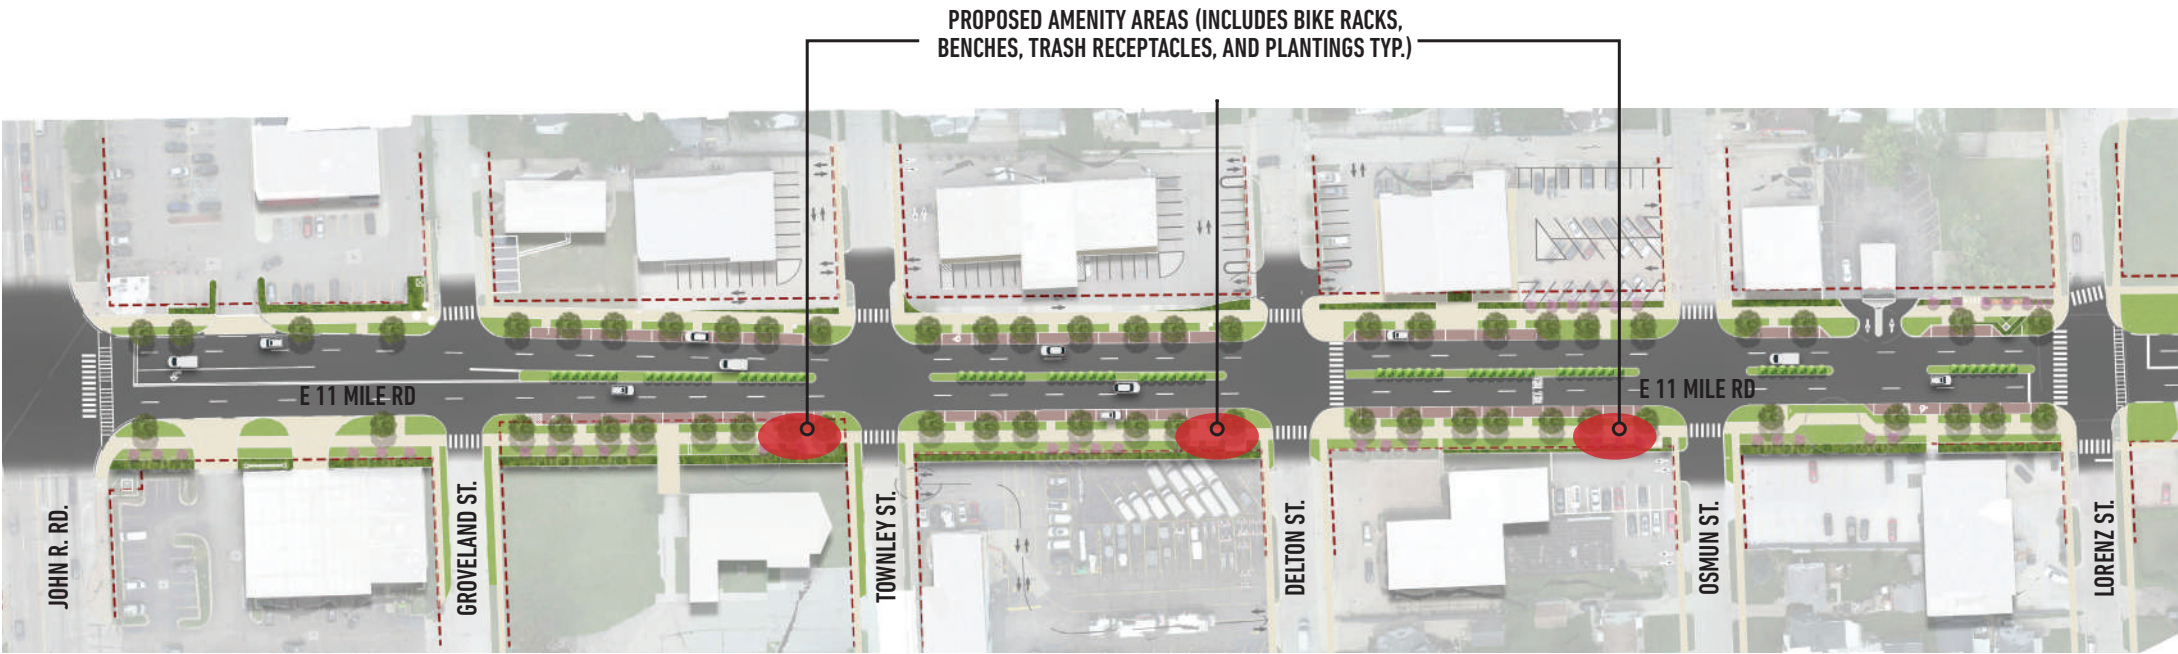 PROPOSED AMENITY AREAS (INCLUDES BIKE RACKS,
BENCHES, TRASH RECEPTACLES, AND PLANTINGS TYP.)
E 11 MILE RD
E 11 MILE RD
JOHN R. RD.
GROVELAND ST.
TOWNLEY ST.
DELTON ST.
OSMUN ST.
LORENZ ST.